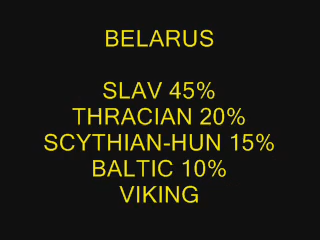 BELARUS
SLAV 45%
THRACIAN 20%
SCYTHIAN-HUN 15%
BALTIC 10%
VIKING